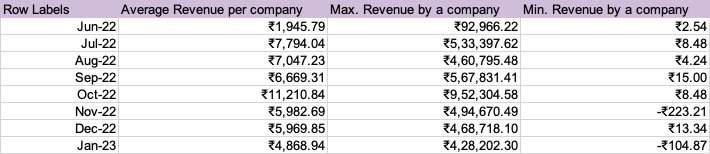 Row Labels Average Revenue per company Max. Revenue by a company Min. Revenue by a company
Jun-22 ₹1,945.79 ₹92,966.22 ₹2.54
Jul-22 ₹7,794.04 ₹5,33,397.62 ₹8.48
Aug-22 ₹7,047.23 ₹4,60,795.48 ₹4.24
Sep-22 ₹6,669.31 ₹5,67,831.41 ₹15.00
Oct-22 ₹11,210.84 ₹9,52,304.58 ₹8.48
Nov-22 ₹5,982.69 ₹4,94,670.49 -₹223.21
Dec-22 ₹5,969.85 ₹4,68,718.10 ₹13.34
Jan-23 ₹4,868.94 ₹4,28,202.30 -₹104.87